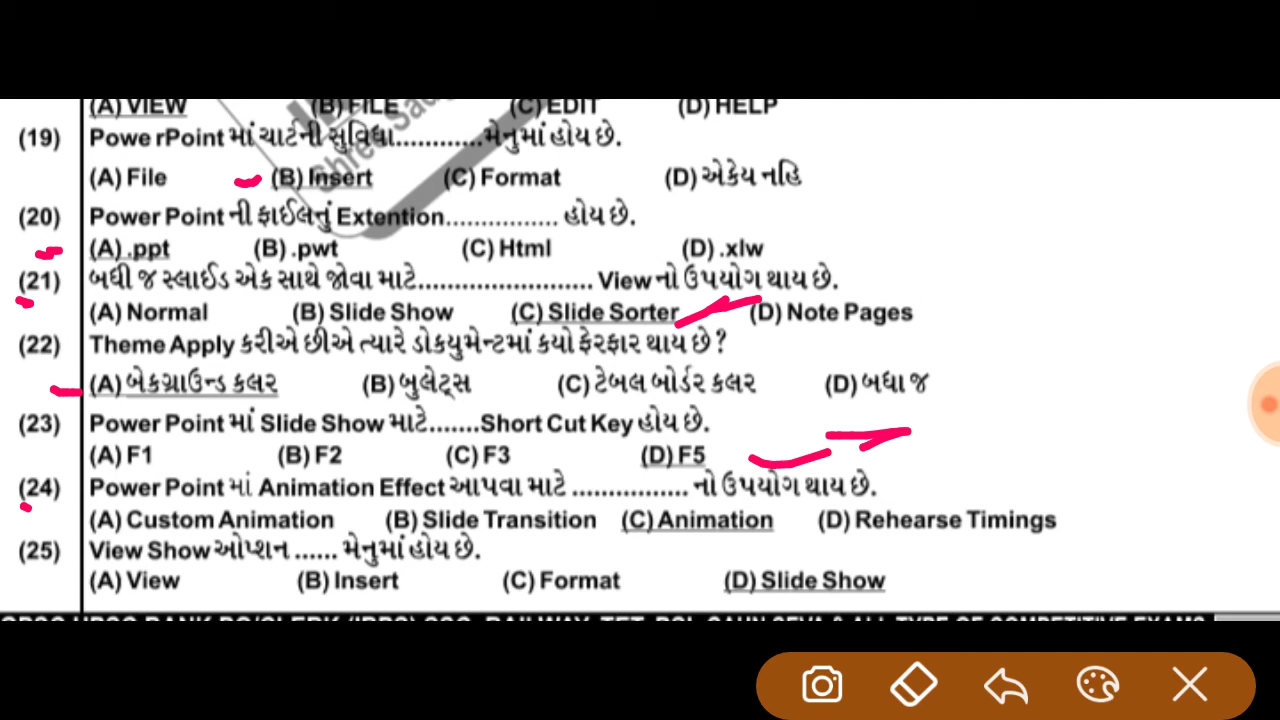 (A) VIEW (B) FILE (C) EDIT (D) HELP
(19) Powe rPoint માં ચાર્ટની સુવિધા............મેનુમાં હોય છે.
(A) File (B) Insert (C) Format (D) એકેય નહિ
(20) Power Point ની ફાઈલનું Extention................ હોય છે.
(A) .ppt (B) .pwt (C) Html (D) .xlw
(21) બધી જ સ્લાઈડ એક સાથે જોવા માટે......................... View નો ઉપયોગ થાય છે.
(A) Normal (B) Slide Show (C) Slide Sorter (D) Note Pages
(22) Theme Apply કરીએ છીએ ત્યારે ડોકયુમેન્ટમાં કયો ફેરફાર થાય છે?
(A) બેકગ્રાઉન્ડ કલર (B) બુલેટ્સ (C) ટેબલ બોર્ડર કલર (D) બધા જ
(23) Power Point માં Slide Show માટે.......Short Cut Key હોય છે.
(A) F1 (B) F2 (C) F3 (D) F5
(24) Power Point માં Animation Effect આપવા માટે ................ નો ઉપયોગ થાય છે.
(A) Custom Animation (B) Slide Transition (C) Animation (D) Rehearse Timings
(25) View Show ઓપ્શન ...... મેનુમાં હોય છે.
(A) View (B) Insert (C) Format (D) Slide Show